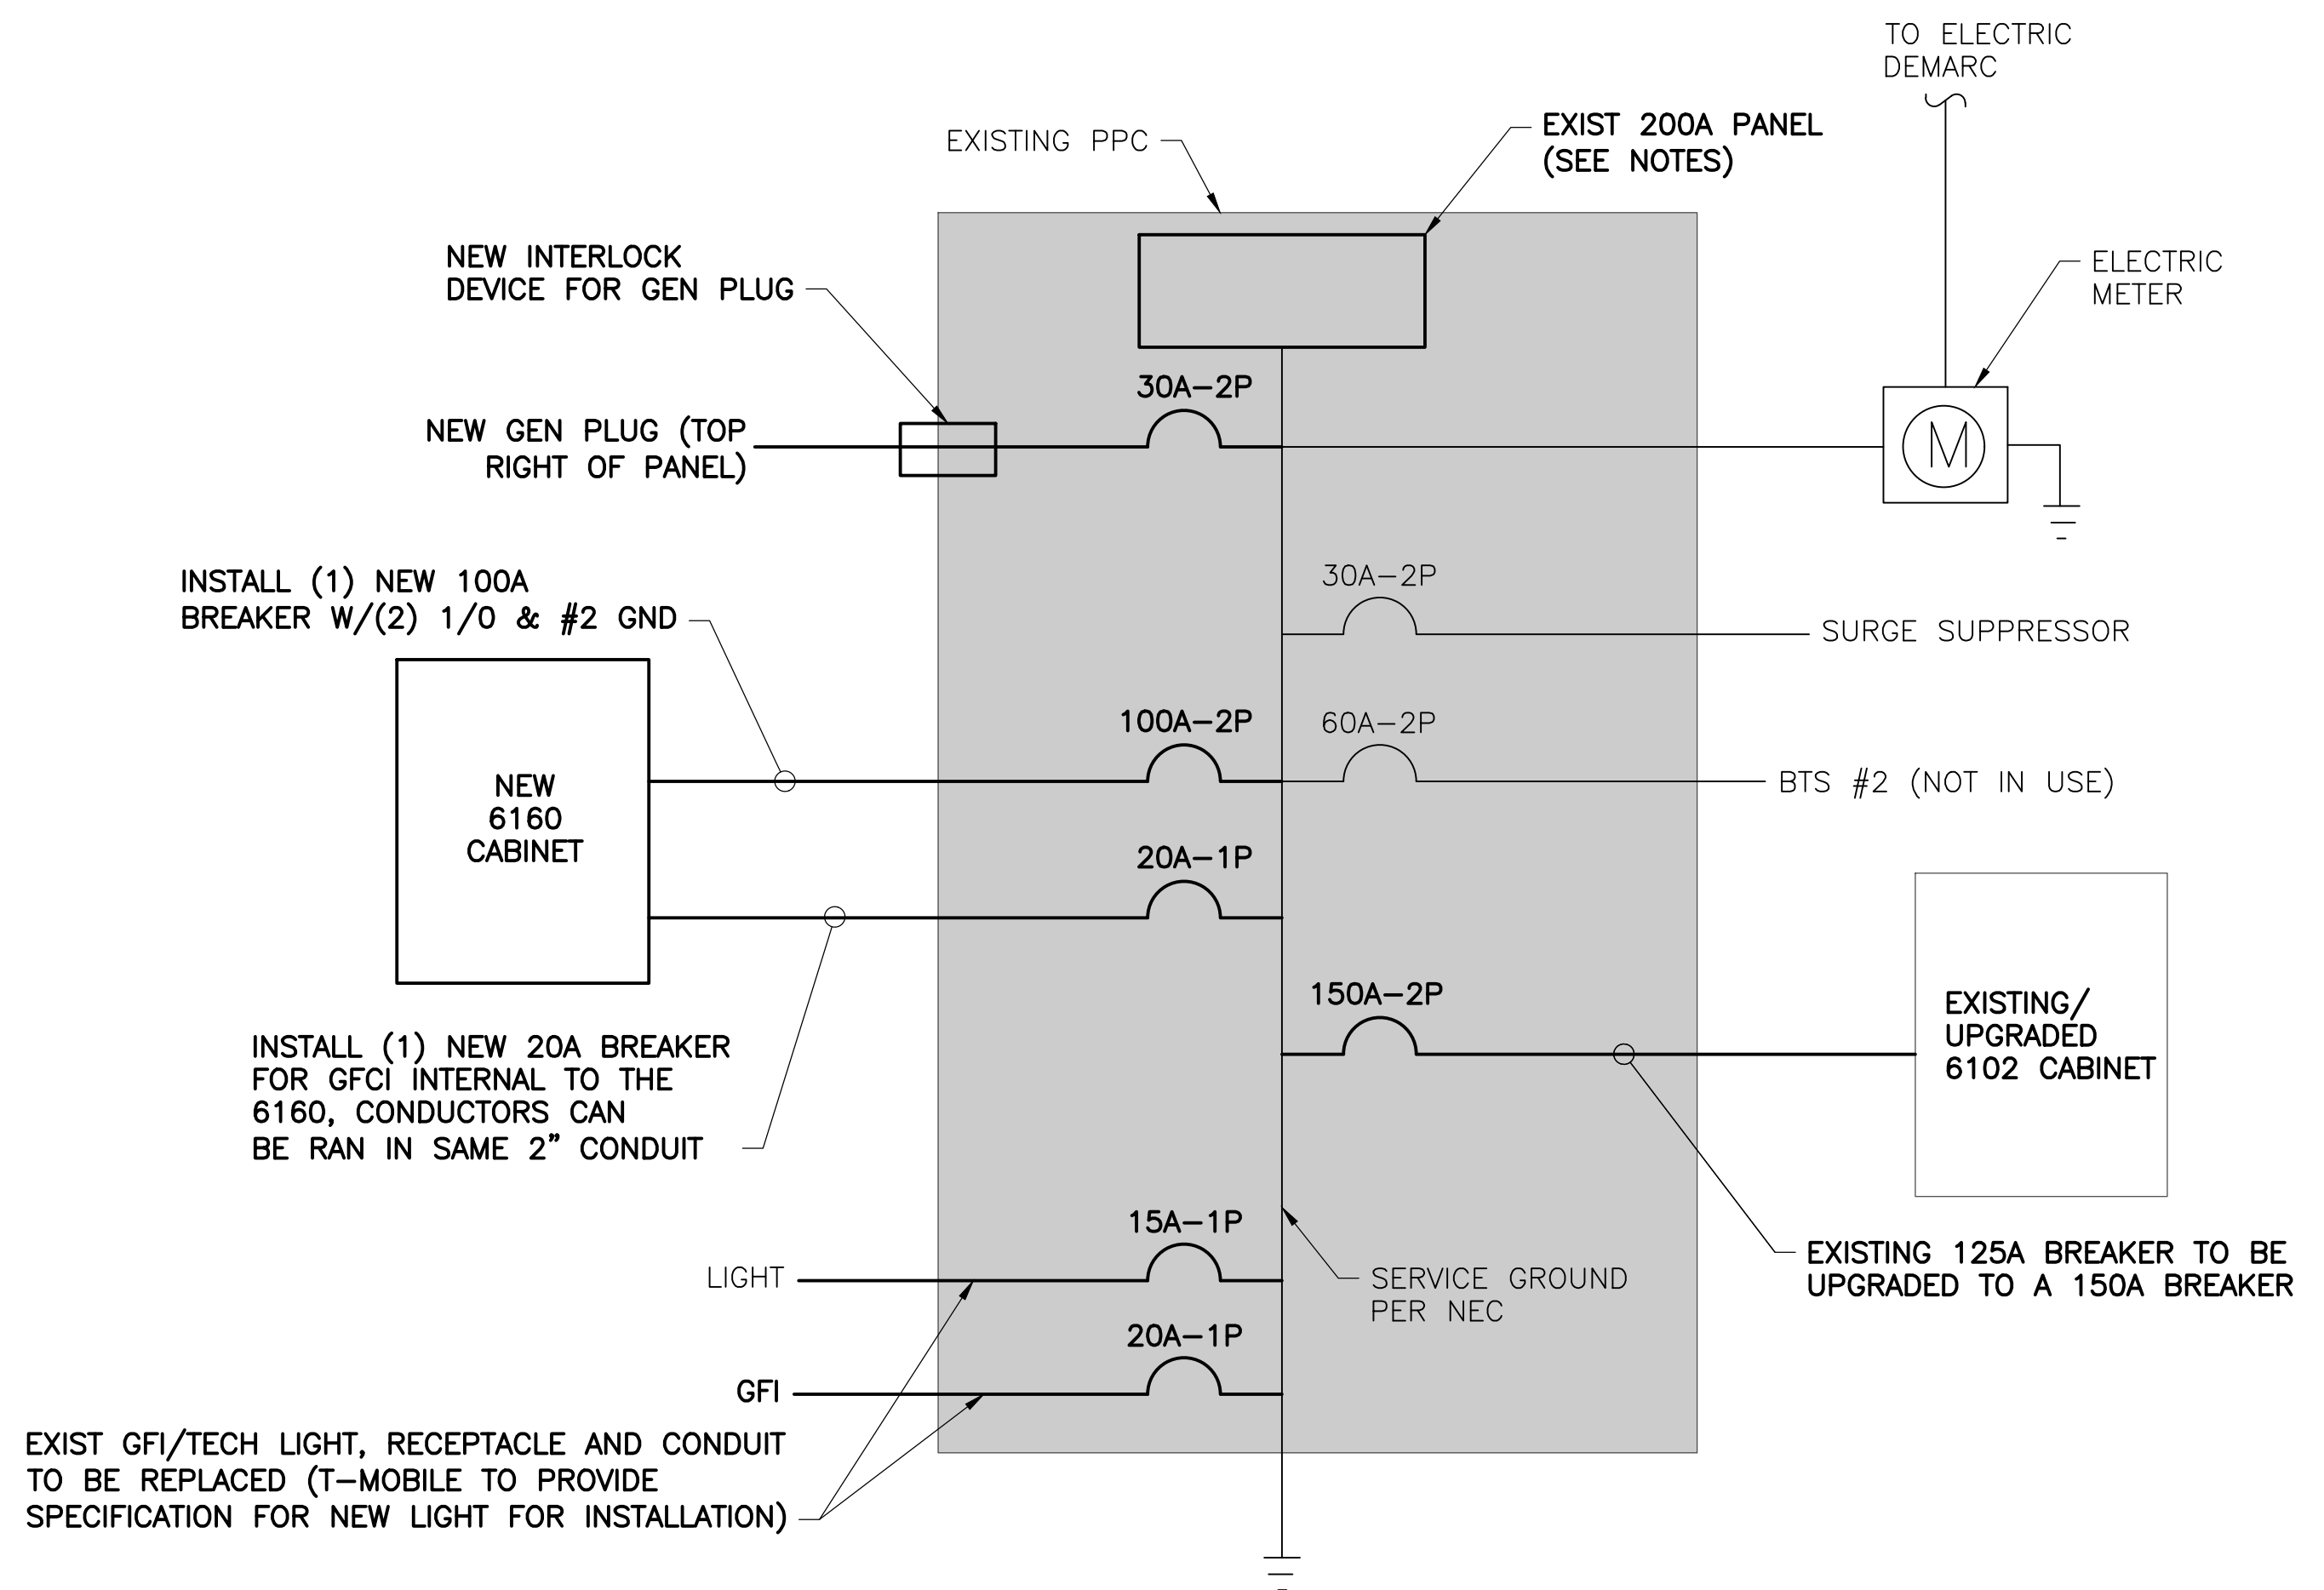 TO ELECTRIC
DEMARC
EXISTING PPC
EXIST 200A PANEL
(SEE NOTES)
NEW INTERLOCK
DEVICE FOR GEN PLUG
ELECTRIC
METER
30A-2P
NEW GEN PLUG (TOP
RIGHT OF PANEL)
M
INSTALL (1) NEW 100A
BREAKER W/(2) 1/0 & #2 GND
30A-2P
SURGE SUPPRESSOR
100A-2P
60A-2P
BTS #2 (NOT IN USE)
NEW
6160
CABINET
20A-1P
150A-2P
EXISTING/
UPGRADED
6102 CABINET
INSTALL (1) NEW 20A BREAKER
FOR GFCI INTERNAL TO THE
6160, CONDUCTORS CAN
BE RAN IN SAME 2" CONDUIT
15A-1P
LIGHT
SERVICE GROUND
PER NEC
EXISTING 125A BREAKER TO BE
UPGRADED TO A 150A BREAKER
20A-1P
GFI
EXIST GFI/TECH LIGHT, RECEPTACLE AND CONDUIT
TO BE REPLACED (T-MOBILE TO PROVIDE
SPECIFICATION FOR NEW LIGHT FOR INSTALLATION)